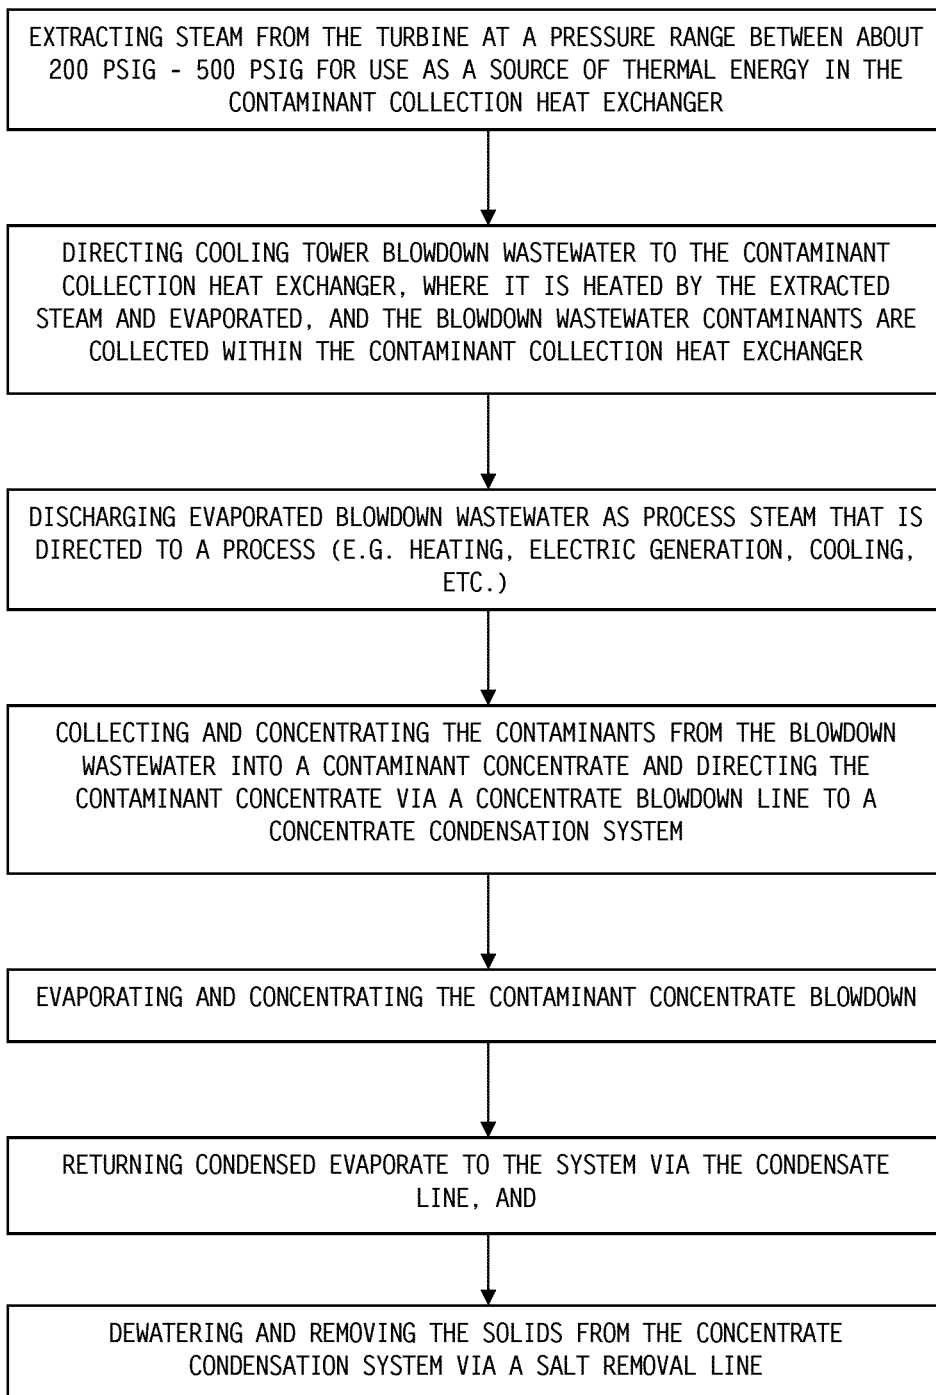 EXTRACTING STEAM FROM THE TURBINE AT A PRESSURE RANGE BETWEEN ABOUT
200 PSIG - 500 PSIG FOR USE AS A SOURCE OF THERMAL ENERGY IN THE
CONTAMINANT COLLECTION HEAT EXCHANGER
DIRECTING COOLING TOWER BLOWDOWN WASTEWATER TO THE CONTAMINANT
COLLECTION HEAT EXCHANGER, WHERE IT IS HEATED BY THE EXTRACTED
STEAM AND EVAPORATED, AND THE BLOWDOWN WASTEWATER CONTAMINANTS ARE
COLLECTED WITHIN THE CONTAMINANT COLLECTION HEAT EXCHANGER
DISCHARGING EVAPORATED BLOWDOWN WASTEWATER AS PROCESS STEAM THAT IS
DIRECTED TO A PROCESS (E.G. HEATING, ELECTRIC GENERATION, COOLING,
ETC.)
COLLECTING AND CONCENTRATING THE CONTAMINANTS FROM THE BLOWDOWN
WASTEWATER INTO A CONTAMINANT CONCENTRATE AND DIRECTING THE
CONTAMINANT CONCENTRATE VIA A CONCENTRATE BLOWDOWN LINE TO A
CONCENTRATE CONDENSATION SYSTEM
EVAPORATING AND CONCENTRATING THE CONTAMINANT CONCENTRATE BLOWDOWN
RETURNING CONDENSED EVAPORATE TO THE SYSTEM VIA THE CONDENSATE
LINE, AND
DEWATERING AND REMOVING THE SOLIDS FROM THE CONCENTRATE
CONDENSATION SYSTEM VIA A SALT REMOVAL LINE